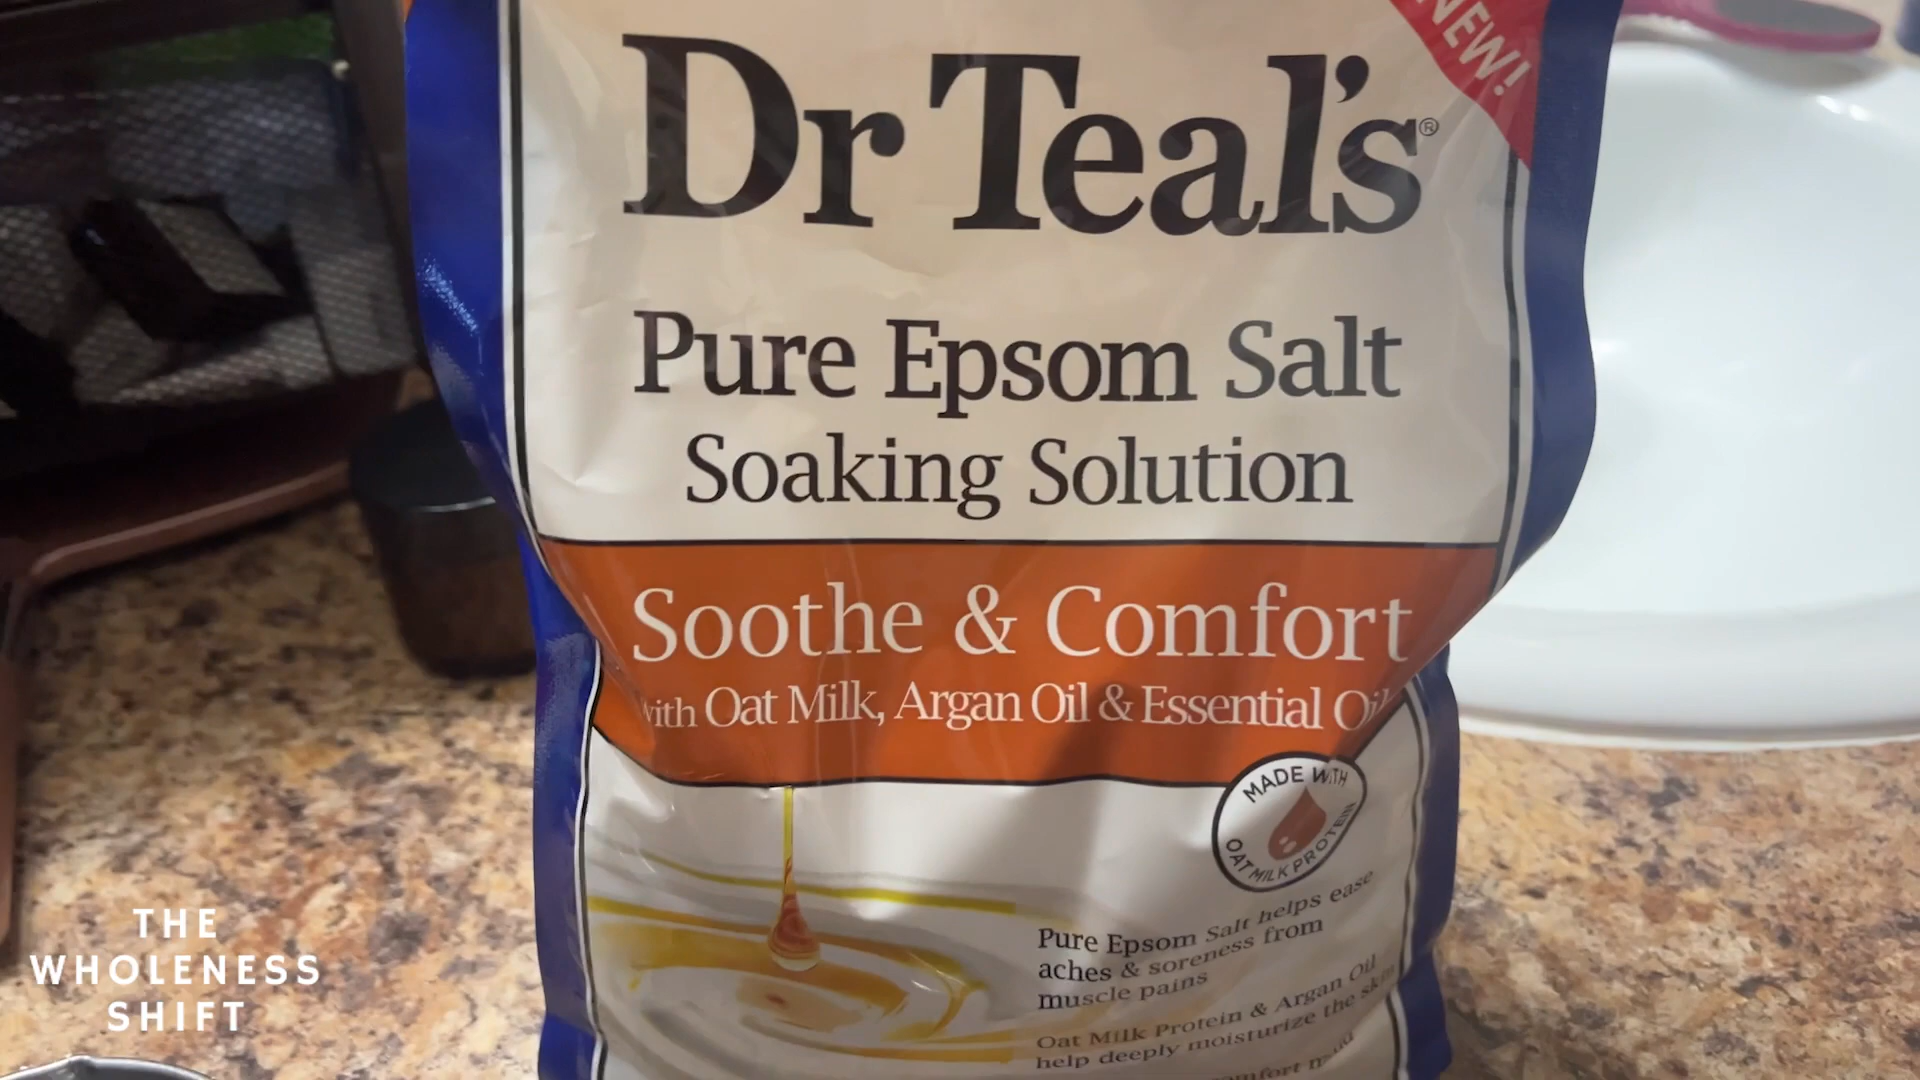 NEW!
Dr Teal's®
Pure Epsom Salt
Soaking Solution
Soothe & Comfort
with Oat Milk, Argan Oil & Essential
MADE WITH
OAT MILK PROTEIN
Pure Epsom Salt helps ease
aches & soreness from
muscle pains
Oat Milk Protein & Argan Oil
help deeply moisturize the skin
THE
WHOLENESS
SHIFT